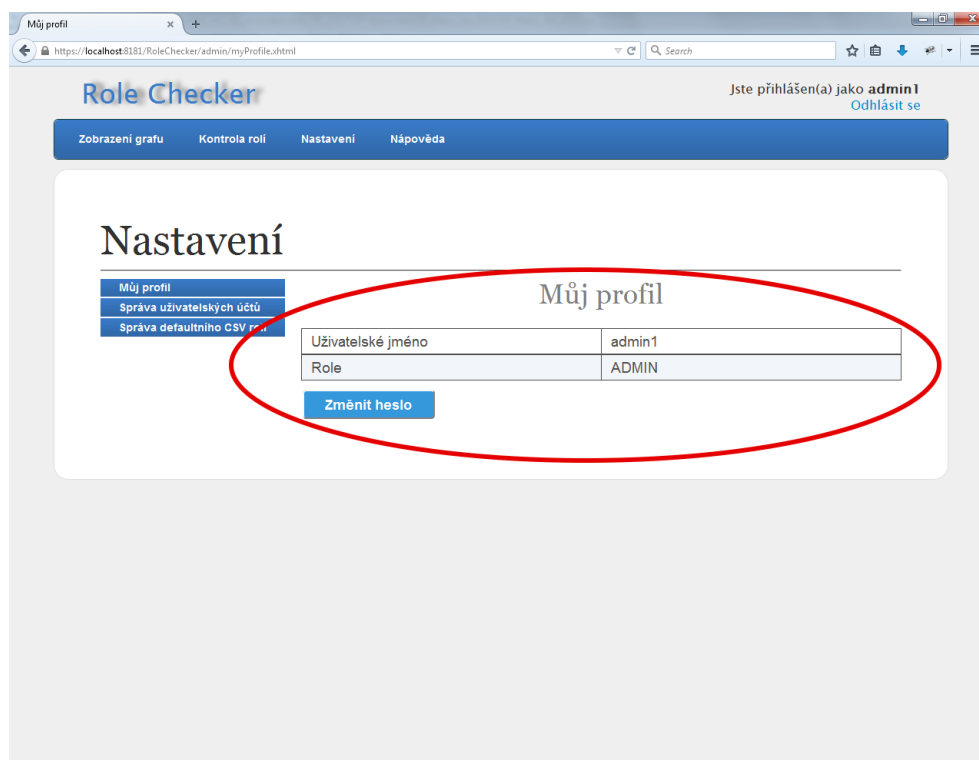 Můj profil
https://localhost:8181/RoleChecker/admin/myProfile.xhtml
Search
Role Checker
Jste přihlášen(a) jako admin1
Odhlásit se
Zobrazení grafu Kontrola rolí Nastavení Nápověda
Nastavení
Můj profil
Správa uživatelských účtů
Správa defaultního CSV rolí
Můj profil
Uživatelské jméno admin1
Role ADMIN
Změnit heslo